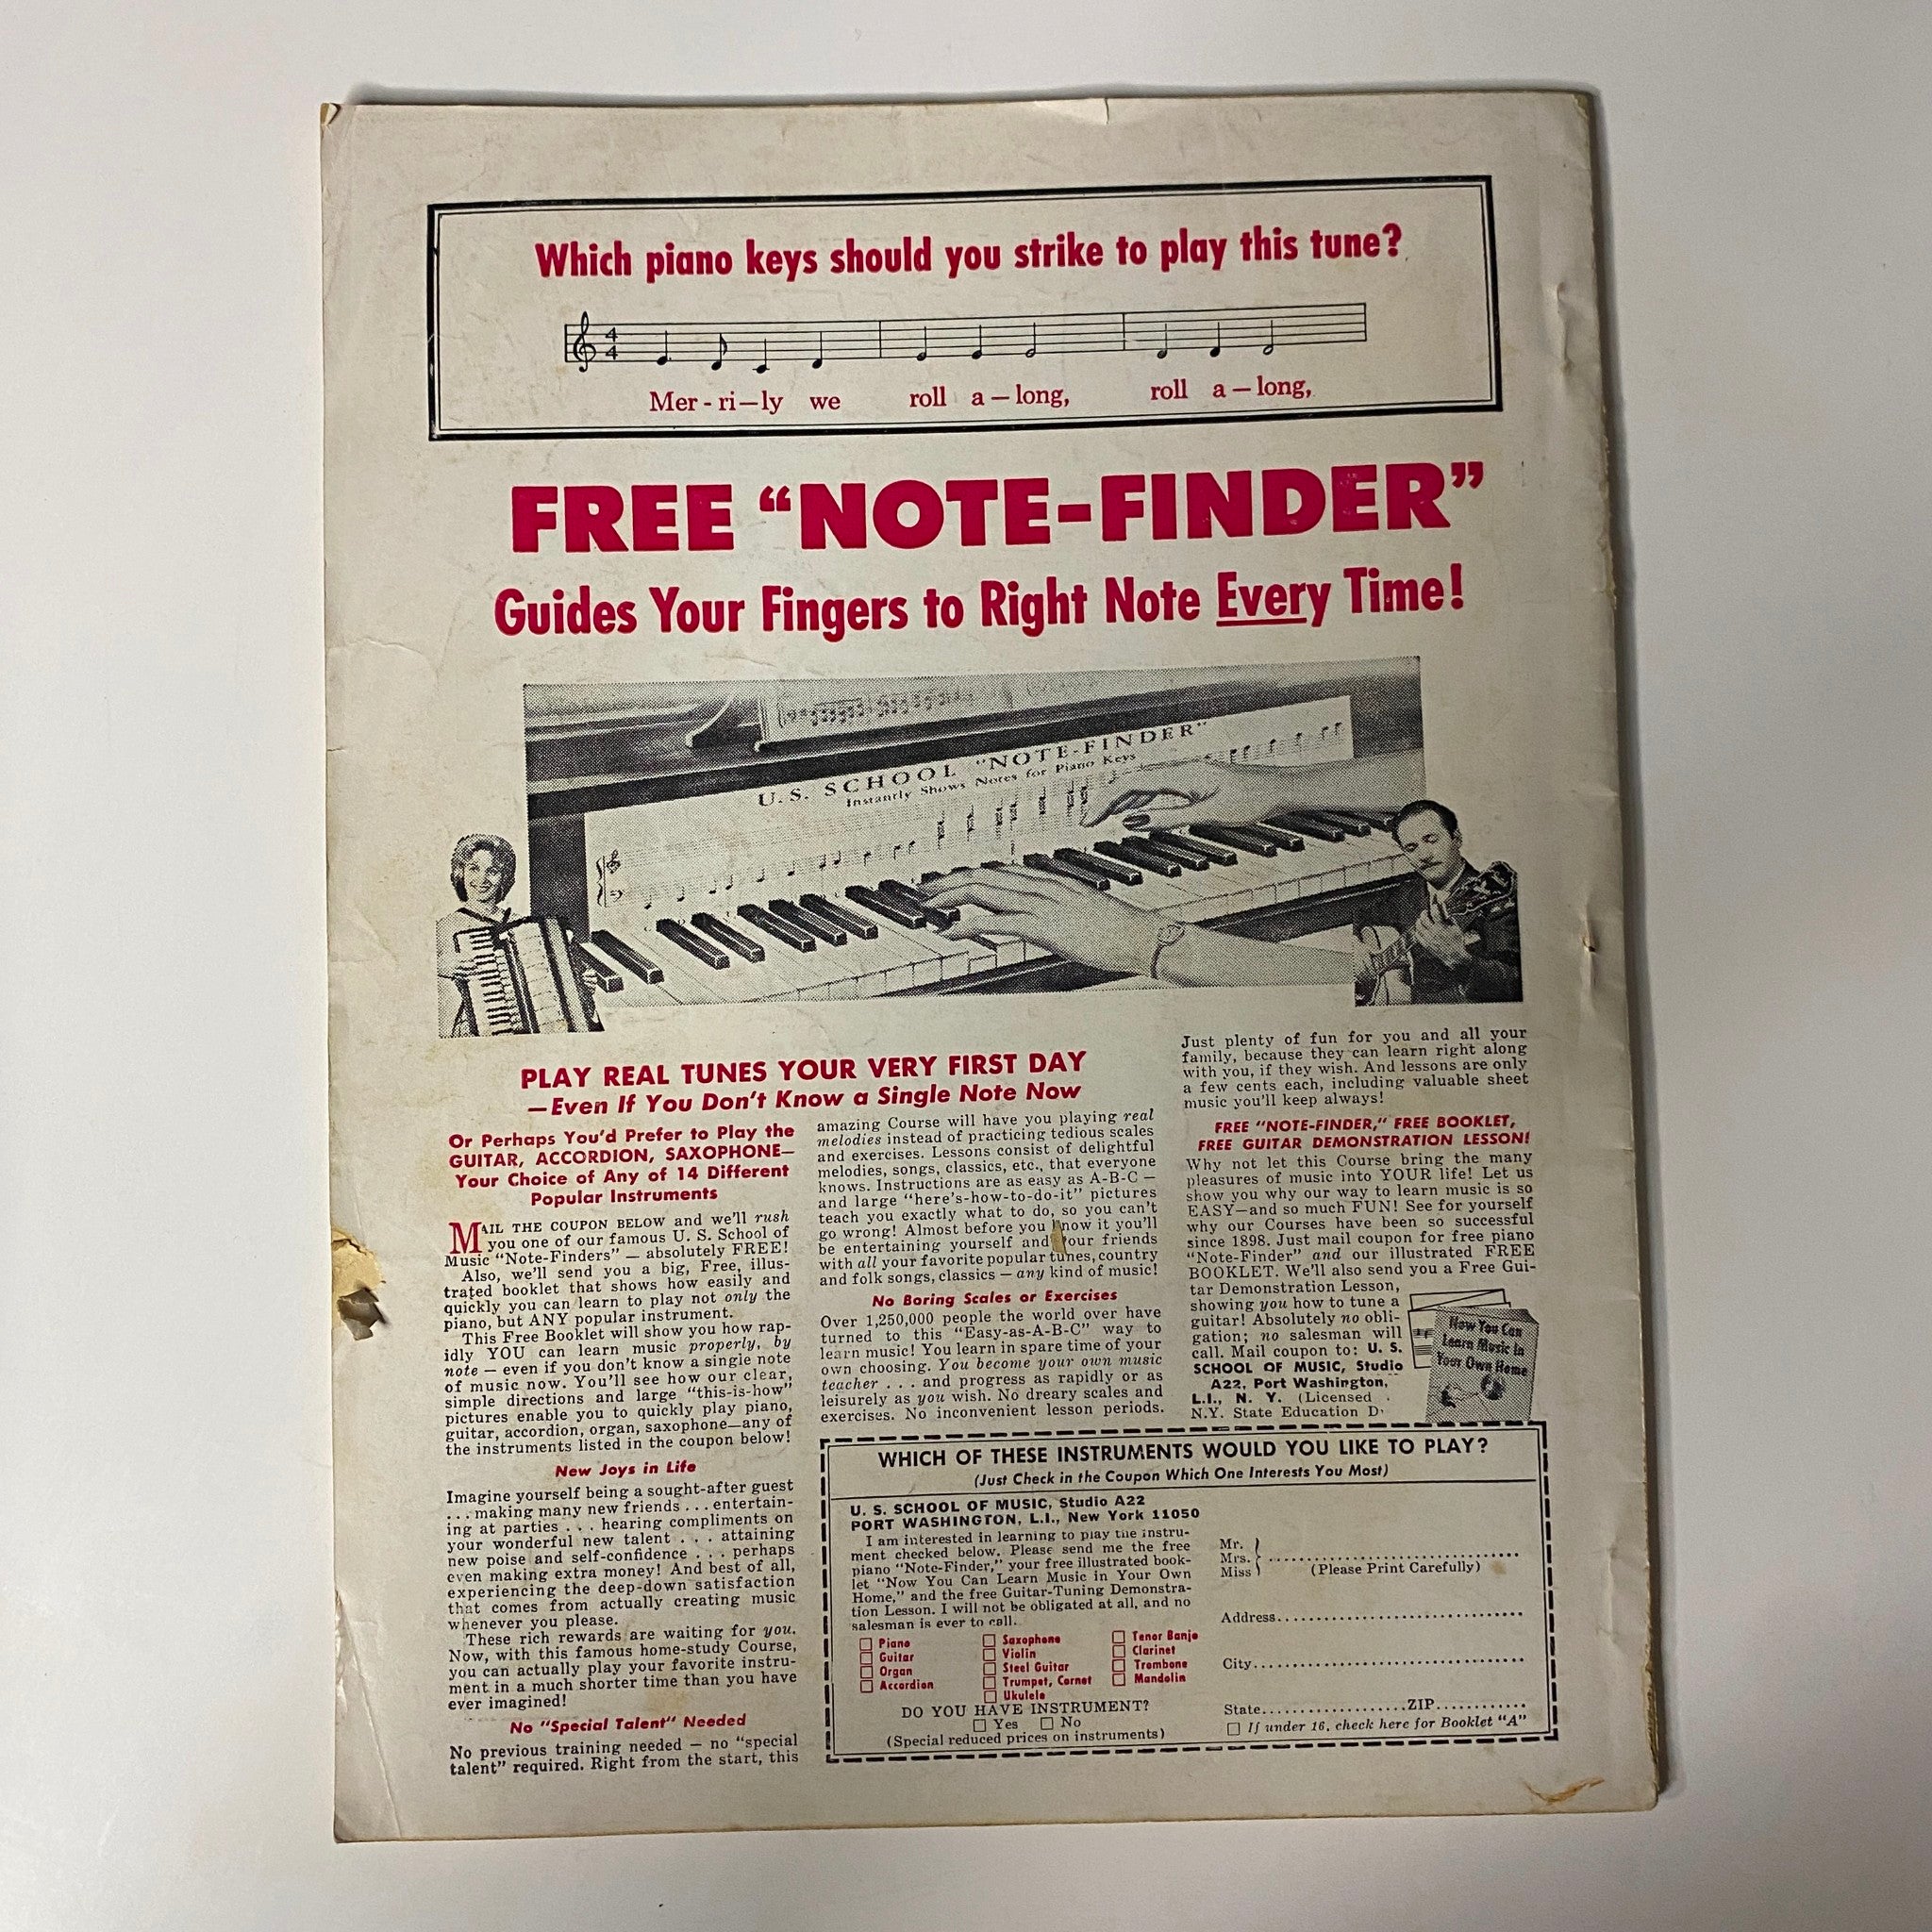 Which piano keys should you strike to play this tune?
4
4
Mer - ri—ly we roll a — long, roll a — long,
FREE “NOTE-FINDER”
Guides Your Fingers to Right Note Every Time!
U. S. SCHOOL "NOTE-FINDER"
Instantly Shows Notes for Piano Keys
PLAY REAL TUNES YOUR VERY FIRST DAY
—Even If You Don't Know a Single Note Now
Or Perhaps You'd Prefer to Play the
GUITAR, ACCORDION, SAXOPHONE—
Your Choice of Any of 14 Different
Popular Instruments
MAIL THE COUPON BELOW and we'll rush
you one of our famous U. S. School of
Music "Note-Finders" — absolutely FREE!
Also, we'll send you a big, Free, illus-
trated booklet that shows how easily and
quickly you can learn to play not only the
piano, but ANY popular instrument.
This Free Booklet will show you how rap-
idly YOU can learn music properly, by
note — even if you don't know a single note
of music now. You'll see how our clear,
simple directions and large "this-is-how"
pictures enable you to quickly play piano,
guitar, accordion, organ, saxophone—any of
the instruments listed in the coupon below!
New Joys in Life
Imagine yourself being a sought-after guest
. . . making many new friends . . . entertain-
ing at parties . . . hearing compliments on
your wonderful new talent . . . attaining
new poise and self-confidence . . . perhaps
even making extra money! And best of all,
experiencing the deep-down satisfaction
that comes from actually creating music
whenever you please.
These rich rewards are waiting for you.
Now, with this famous home-study Course,
you can actually play your favorite instru-
ment in a much shorter time than you have
ever imagined!
No "Special Talent" Needed
No previous training needed — no "special
talent" required. Right from the start, this
amazing Course will have you playing real
melodies instead of practicing tedious scales
and exercises. Lessons consist of delightful
melodies, songs, classics, etc., that everyone
knows. Instructions are as easy as A-B-C —
and large "here's-how-to-do-it" pictures
teach you exactly what to do, so you can't
go wrong! Almost before you know it you'll
be entertaining yourself and our friends
with all your favorite popular tunes, country
and folk songs, classics — any kind of music!
No Boring Scales or Exercises
Over 1,250,000 people the world over have
turned to this "Easy-as-A-B-C" way to
learn music! You learn in spare time of your
own choosing. You become your own music
teacher . . . and progress as rapidly or as
leisurely as you wish. No dreary scales and
exercises. No inconvenient lesson periods.
Just plenty of fun for you and all your
family, because they can learn right along
with you, if they wish. And lessons are only
a few cents each, including valuable sheet
music you'll keep always!
FREE "NOTE-FINDER," FREE BOOKLET,
FREE GUITAR DEMONSTRATION LESSON!
Why not let this Course bring the many
pleasures of music into YOUR life! Let us
show you why our way to learn music is so
EASY—and so much FUN! See for yourself
why our Courses have been so successful
since 1898. Just mail coupon for free piano
"Note-Finder" and our illustrated FREE
BOOKLET. We'll also send you a Free Gui-
tar Demonstration Lesson,
showing you how to tune a
guitar! Absolutely no obli-
gation; no salesman will
call. Mail coupon to: U. S.
SCHOOL OF MUSIC, Studio
A22, Port Washington,
L.I., N. Y. (Licensed
N.Y. State Education D
Now You Can
Learn Music In
Your Own Home
WHICH OF THESE INSTRUMENTS WOULD YOU LIKE TO PLAY?
(Just Check in the Coupon Which One Interests You Most)
U. S. SCHOOL OF MUSIC, Studio A22
PORT WASHINGTON, L.I., New York 11050
I am interested in learning to play the instru-
ment checked below. Please send me the free
piano "Note-Finder," your free illustrated book-
let "Now You Can Learn Music in Your Own
Home," and the free Guitar-Tuning Demonstra-
tion Lesson. I will not be obligated at all, and no
salesman is ever to call.
Piano Saxophone Tenor Banjo
Guitar Violin Clarinet
Organ Steel Guitar Trombone
Accordion Trumpet, Cornet Mandolin
Ukulele
DO YOU HAVE INSTRUMENT?
Yes No
(Special reduced prices on instruments)
Mr.
Mrs.
Miss
(Please Print Carefully)
Address
City
State ZIP
If under 16, check here for Booklet "A"